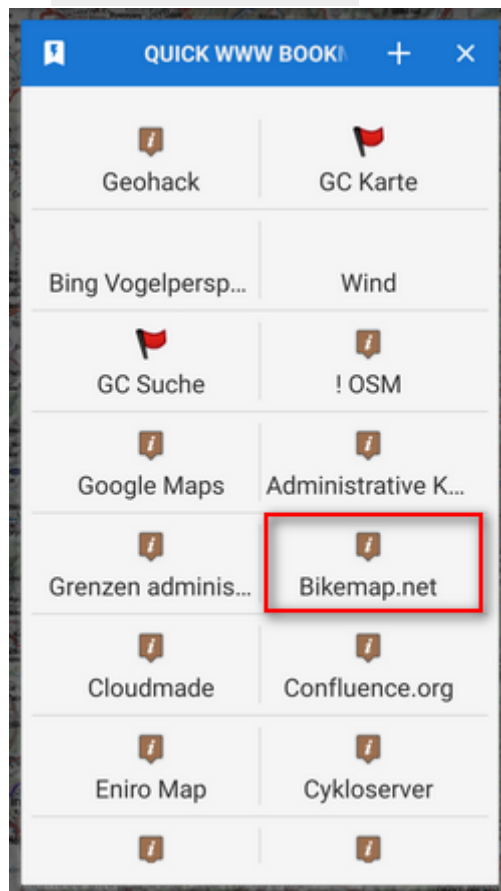 QUICK WWW BOOK
Geohack
GC Karte
Bing Vogelpersp...
Wind
GC Suche
! OSM
Google Maps
Administrative K...
Grenzen adminis...
Bikemap.net
Cloudmade
Confluence.org
Eniro Map
Cykloserver